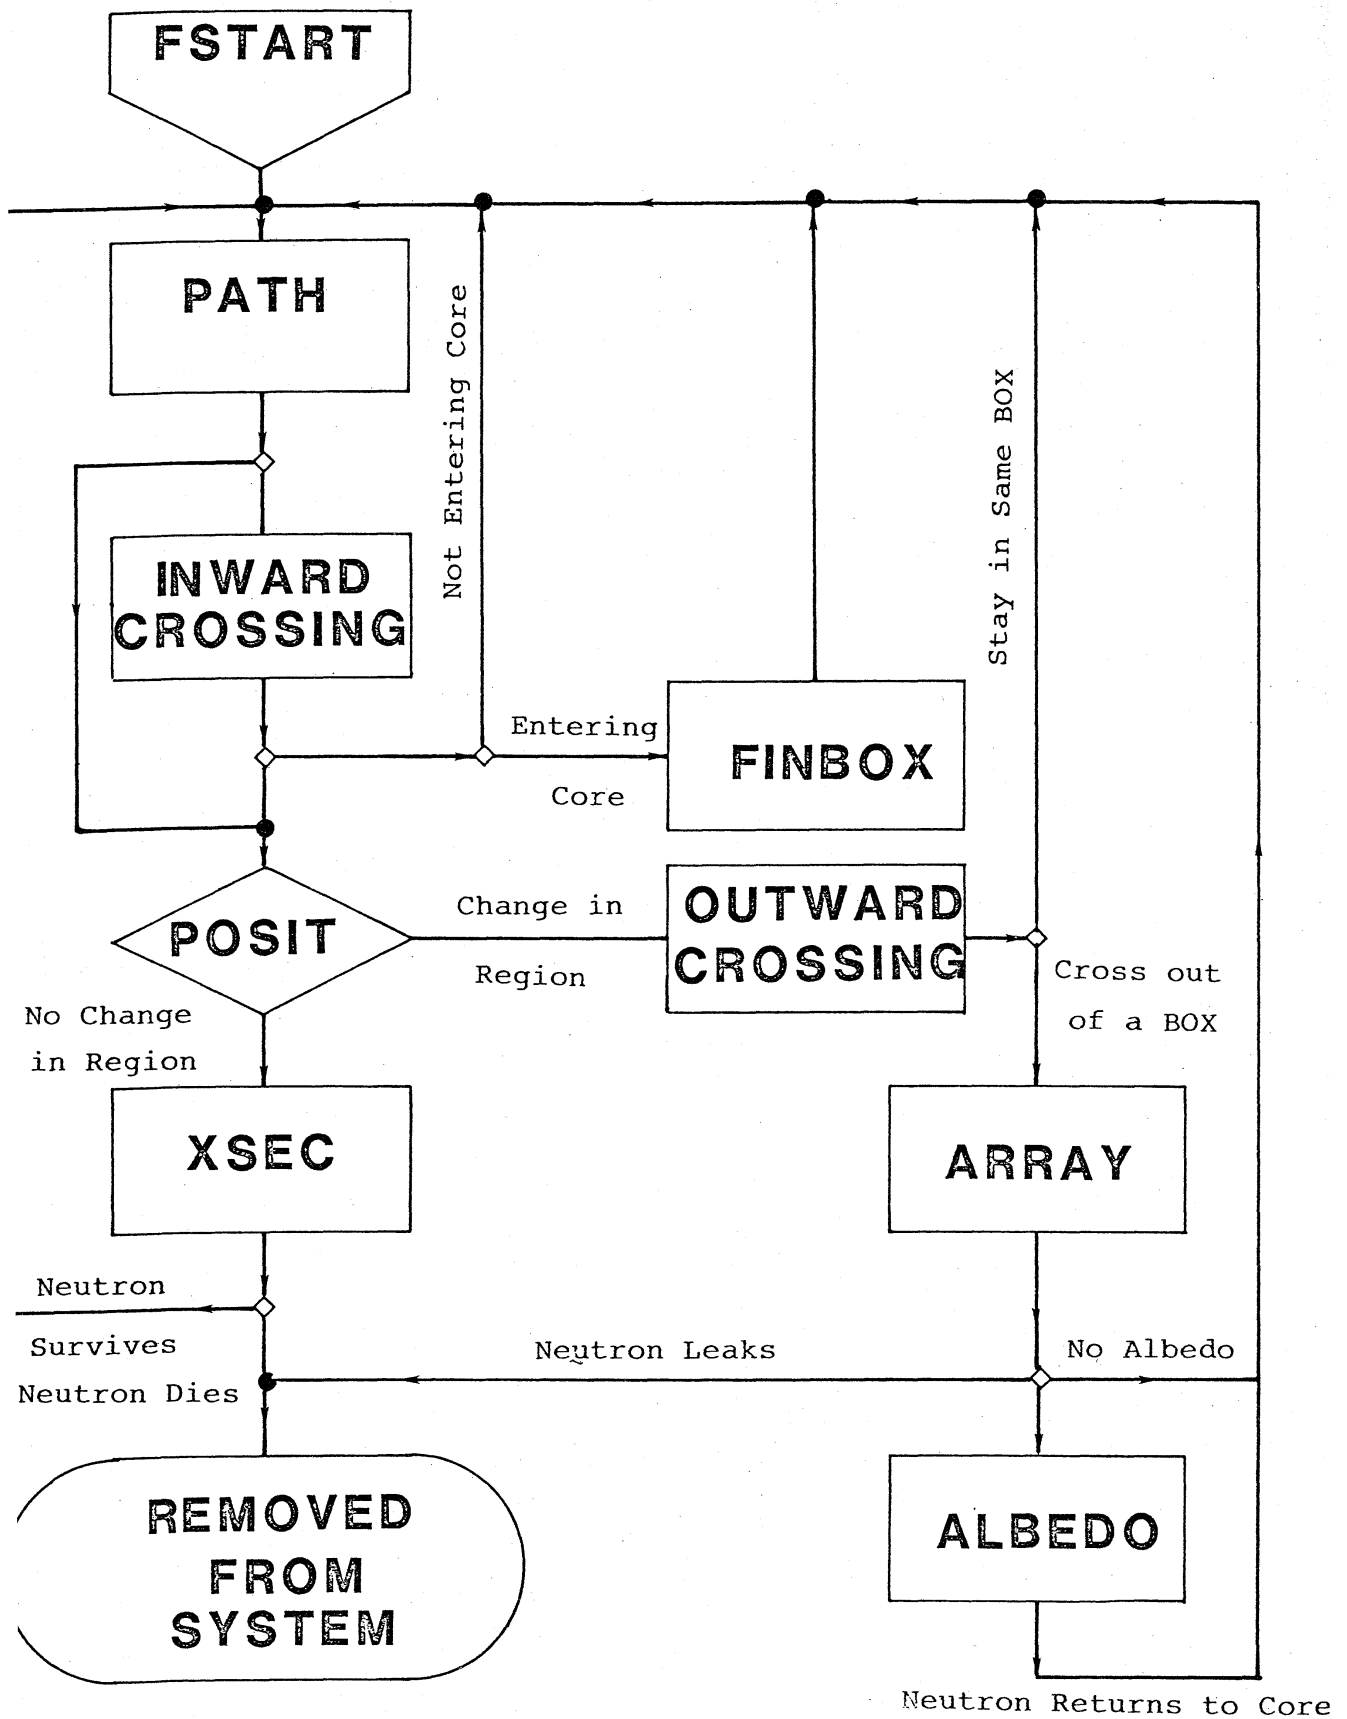 FSTART
PATH
Not Entering Core
Stay in Same BOX
INWARD
CROSSING
Entering
Core
FINBOX
POSIT
Change in
Region
OUTWARD
CROSSING
Cross out
of a BOX
No Change
in Region
XSEC
ARRAY
Neutron
Survives
Neutron Dies
Neutron Leaks
No Albedo
REMOVED
FROM
SYSTEM
ALBEDO
Neutron Returns to Core